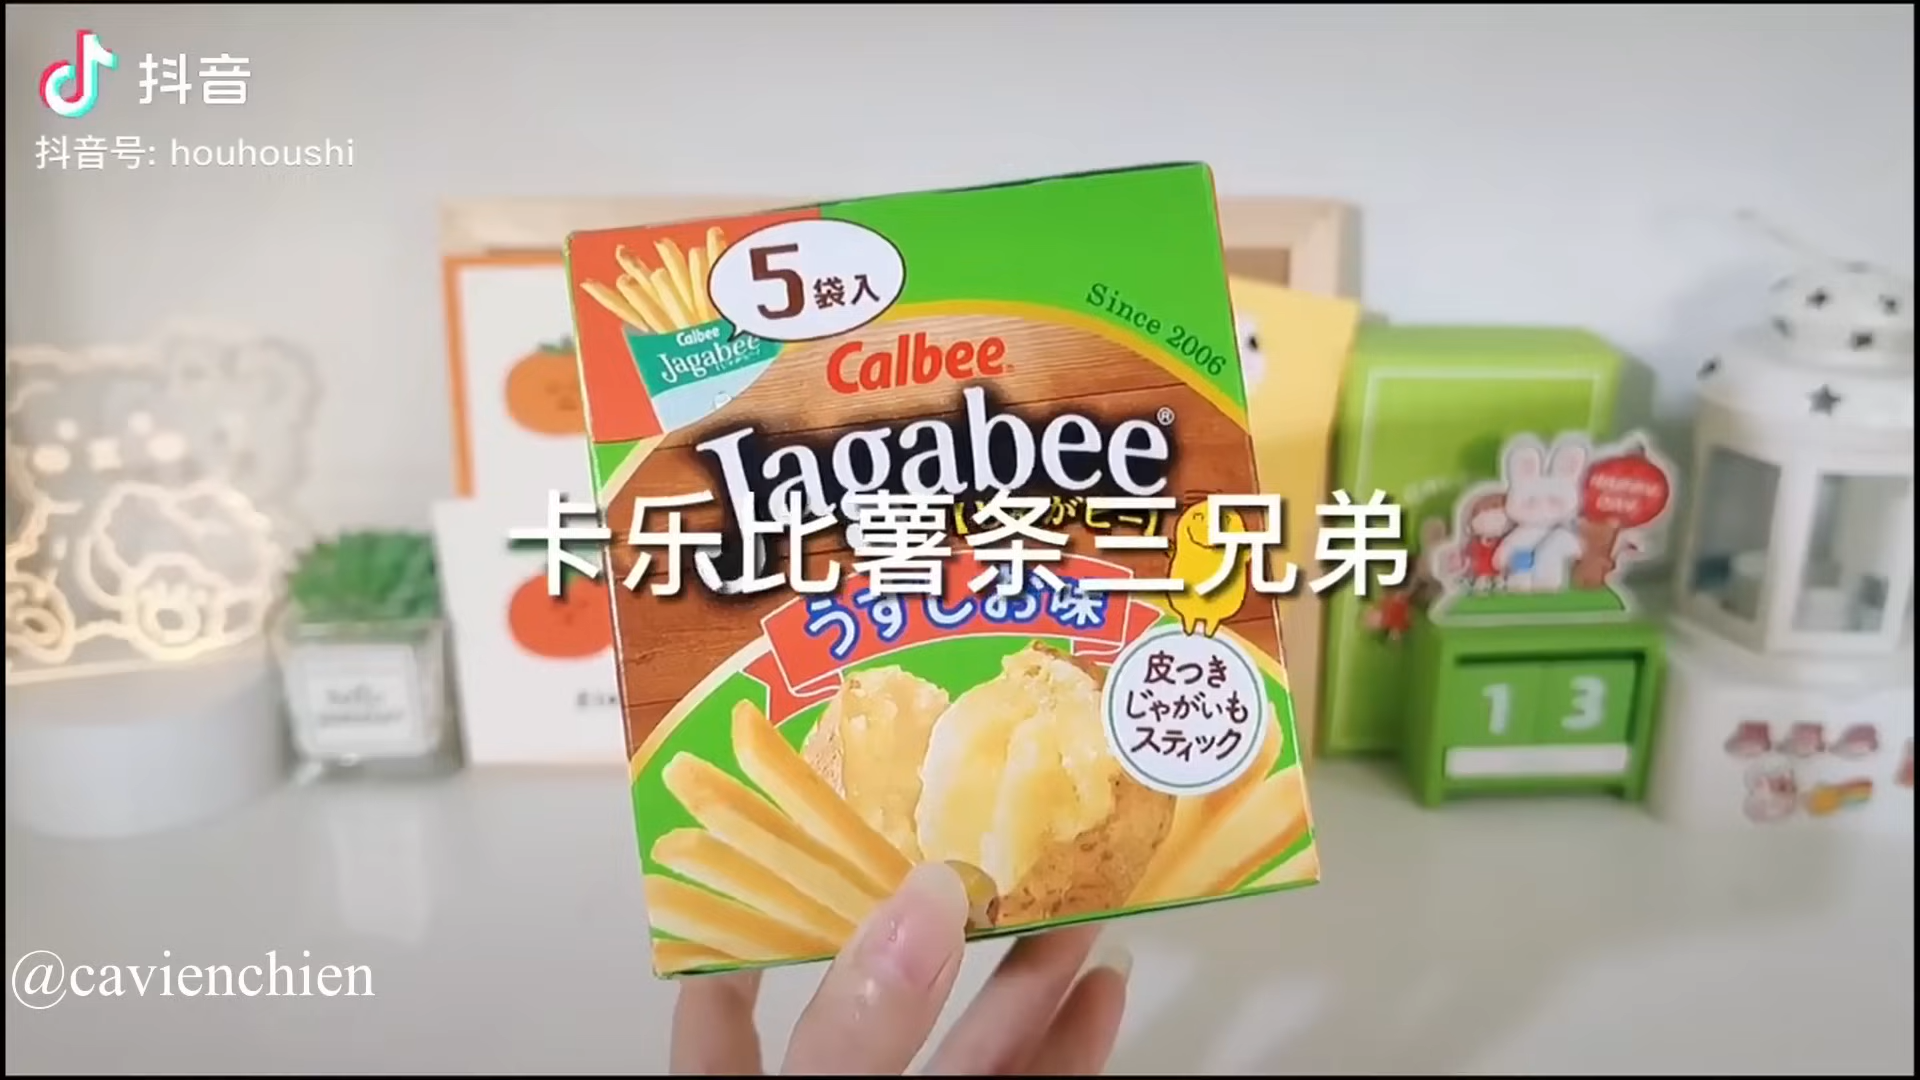 抖音
抖音号: houhoushi
5袋入
Since 2006
Calbee
Jagabee
Calbee
Jagabee®
卡乐比薯条三兄弟
うすしお味
皮つき
じゃがいも
スティック
1 3
@cavienchien